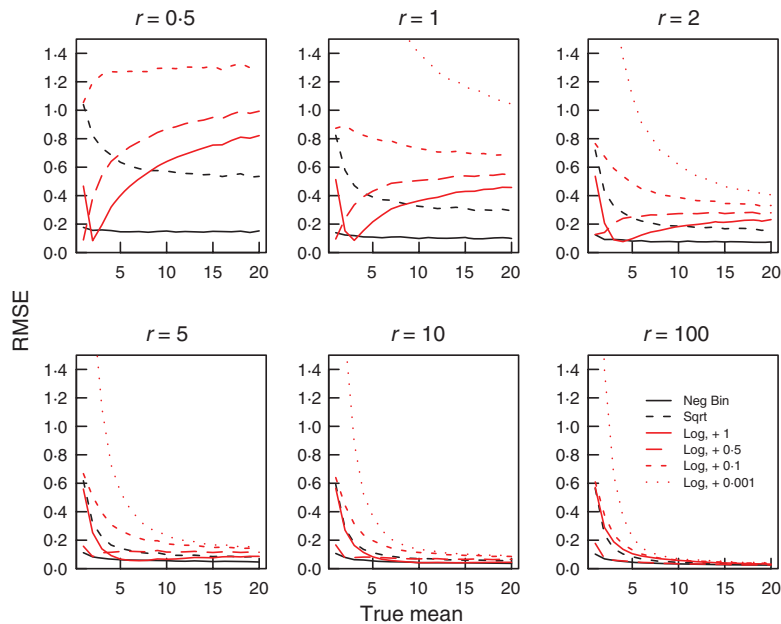 r = 0·5
r = 1
r = 2
1·4
1·2
1·0
0·8
0·6
0·4
0·2
0·0
1·4
1·2
1·0
0·8
0·6
0·4
0·2
0·0
1·4
1·2
1·0
0·8
0·6
0·4
0·2
0·0
5 10 15 20
5 10 15 20
5 10 15 20
RMSE
r = 5
r = 10
r = 100
1·4
1·2
1·0
0·8
0·6
0·4
0·2
0·0
1·4
1·2
1·0
0·8
0·6
0·4
0·2
0·0
1·4
1·2
1·0
0·8
0·6
0·4
0·2
0·0
Neg Bin
Sqrt
Log, + 1
Log, + 0·5
Log, + 0·1
Log, + 0·001
5 10 15 20
5 10 15 20
5 10 15 20
True mean